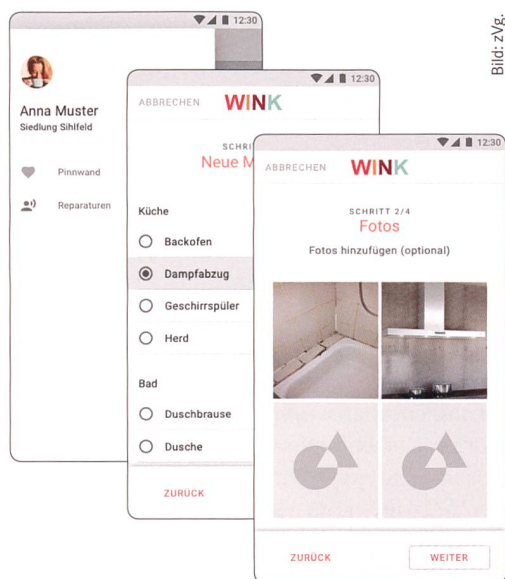 12:30
Anna Muster
Siedlung Sihlfeld
Pinnwand
Reparaturen
12:30
ABBRECHEN WINK
SCHRI
Neue M
Küche
Backofen
Dampfabzug
Geschirrspüler
Herd
Bad
Duschbrause
Dusche
ZURÜCK
12:30
ABBRECHEN WINK
SCHRITT 2/4
Fotos
Fotos hinzufügen (optional)
ZURÜCK WEITER
Bild: zVg.